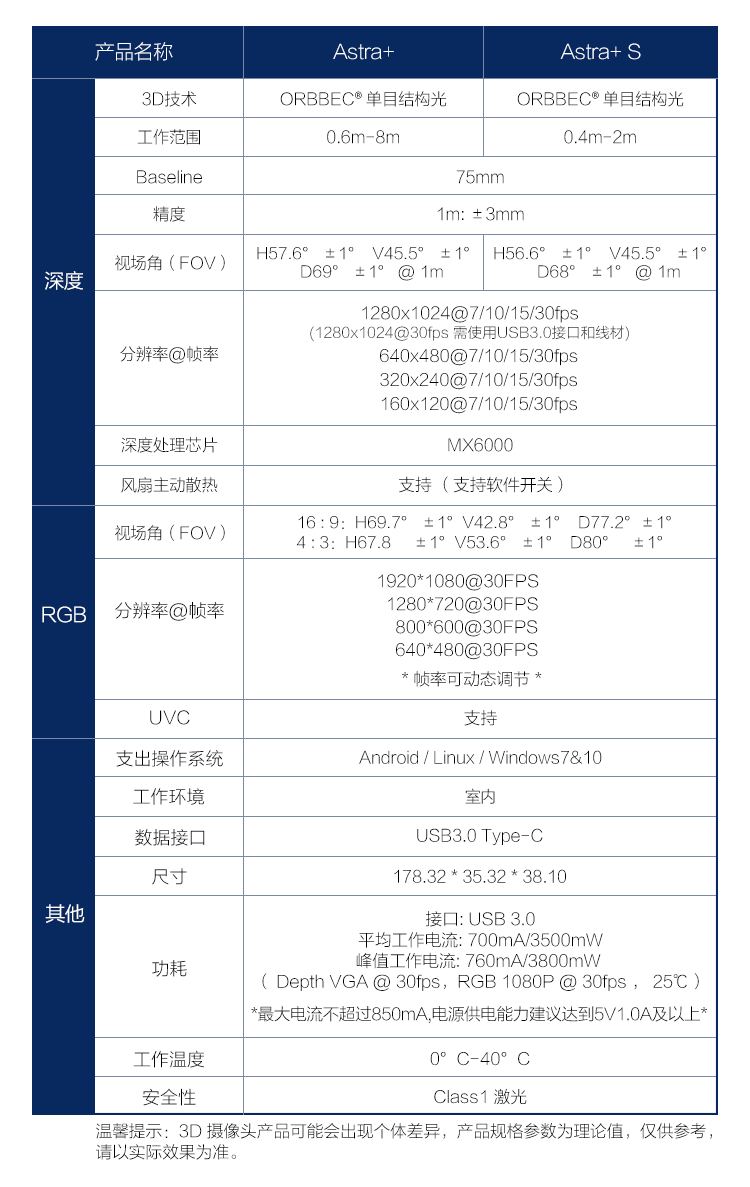 产品名称 Astra+ Astra+ S
深度
3D技术 ORBBEC® 单目结构光 ORBBEC® 单目结构光
工作范围 0.6m-8m 0.4m-2m
Baseline 75mm
精度 1m: ±3mm
视场角（FOV） H57.6° ±1° V45.5° ±1° H56.6° ±1° V45.5° ±1°
D69° ±1° @ 1m D68° ±1° @ 1m
分辨率@帧率
1280x1024@7/10/15/30fps
(1280x1024@30fps 需使用USB3.0接口和线材)
640x480@7/10/15/30fps
320x240@7/10/15/30fps
160x120@7/10/15/30fps
深度处理芯片 MX6000
风扇主动散热 支持（支持软件开关）
RGB
视场角（FOV）
16 : 9: H69.7° ±1° V42.8° ±1° D77.2° ±1°
4 : 3: H67.8 ±1° V53.6° ±1° D80° ±1°
分辨率@帧率
1920*1080@30FPS
1280*720@30FPS
800*600@30FPS
640*480@30FPS
* 帧率可动态调节 *
UVC 支持
其他
支出操作系统 Android / Linux / Windows7&10
工作环境 室内
数据接口 USB3.0 Type-C
尺寸 178.32 * 35.32 * 38.10
功耗
接口: USB 3.0
平均工作电流: 700mA/3500mW
峰值工作电流: 760mA/3800mW
（ Depth VGA @ 30fps，RGB 1080P @ 30fps ， 25℃ ）
*最大电流不超过850mA,电源供电能力建议达到5V1.0A及以上*
工作温度 0° C-40° C
安全性 Class1 激光
温馨提示：3D 摄像头产品可能会出现个体差异，产品规格参数为理论值，仅供参考，
请以实际效果为准。